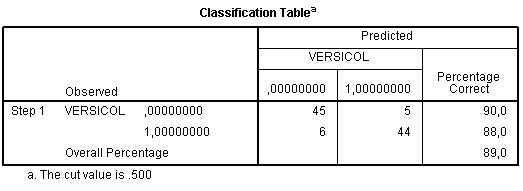 Classification Tableᵃ
Predicted
VERSICOL
Observed ,00000000 1,00000000 Percentage Correct
Step 1 VERSICOL ,00000000 45 5 90,0
1,00000000 6 44 88,0
Overall Percentage 89,0
a. The cut value is .500